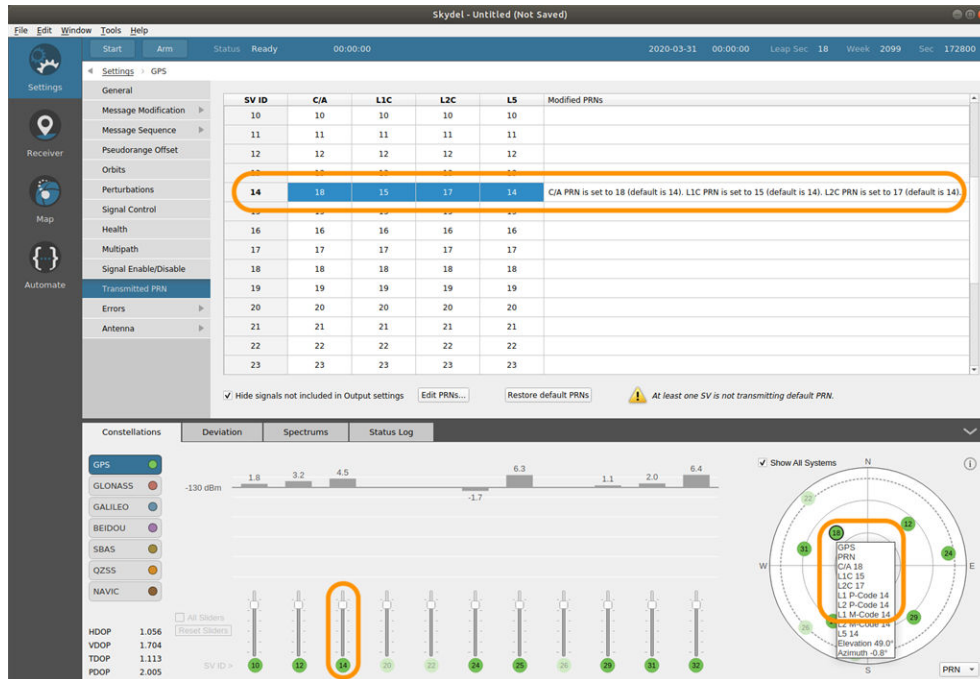 Skydel - Untitled (Not Saved)
File Edit Window Tools Help
Start Arm Status Ready 00:00:00 2020-03-31 00:00:00 Leap Sec 18 Week 2099 Sec 172800
Settings
Receiver
Map
Automate
Settings GPS
General
Message Modification
Message Sequence
Pseudorange Offset
Orbits
Perturbations
Signal Control
Health
Multipath
Signal Enable/Disable
Transmitted PRN
Errors
Antenna
SV ID C/A L1C L2C L5 Modified PRNs
10 10 10 10 10
11 11 11 11 11
12 12 12 12 12
14 18 15 17 14 C/A PRN is set to 18 (default is 14). L1C PRN is set to 15 (default is 14). L2C PRN is set to 17 (default is 14).
16 16 16 16 16
17 17 17 17 17
18 18 18 18 18
19 19 19 19 19
20 20 20 20 20
21 21 21 21 21
22 22 22 22 22
23 23 23 23 23
Hide signals not included in Output settings Edit PRNs... Restore default PRNs At least one SV is not transmitting default PRN.
Constellations Deviation Spectrums Status Log
GPS
GLONASS
GALILEO
BEIDOU
SBAS
QZSS
NAVIC
HDOP 1.056
VDOP 1.704
TDOP 1.113
PDOP 2.005
-130 dBm 1.8 3.2 4.5 -1.7 6.3 1.1 2.0 6.4
All Sliders
Reset Sliders
SV ID > 10 12 14 20 22 24 25 26 29 31 32
Show All Systems
N
W
E
S
22
18
12
31
24
29
26
GPS
PRN
C/A 18
L1C 15
L2C 17
L1 P-Code 14
L2 P-Code 14
L1 M-Code 14
L2 M-Code 14
L5 14
Elevation 49.0°
Azimuth -0.8°
PRN